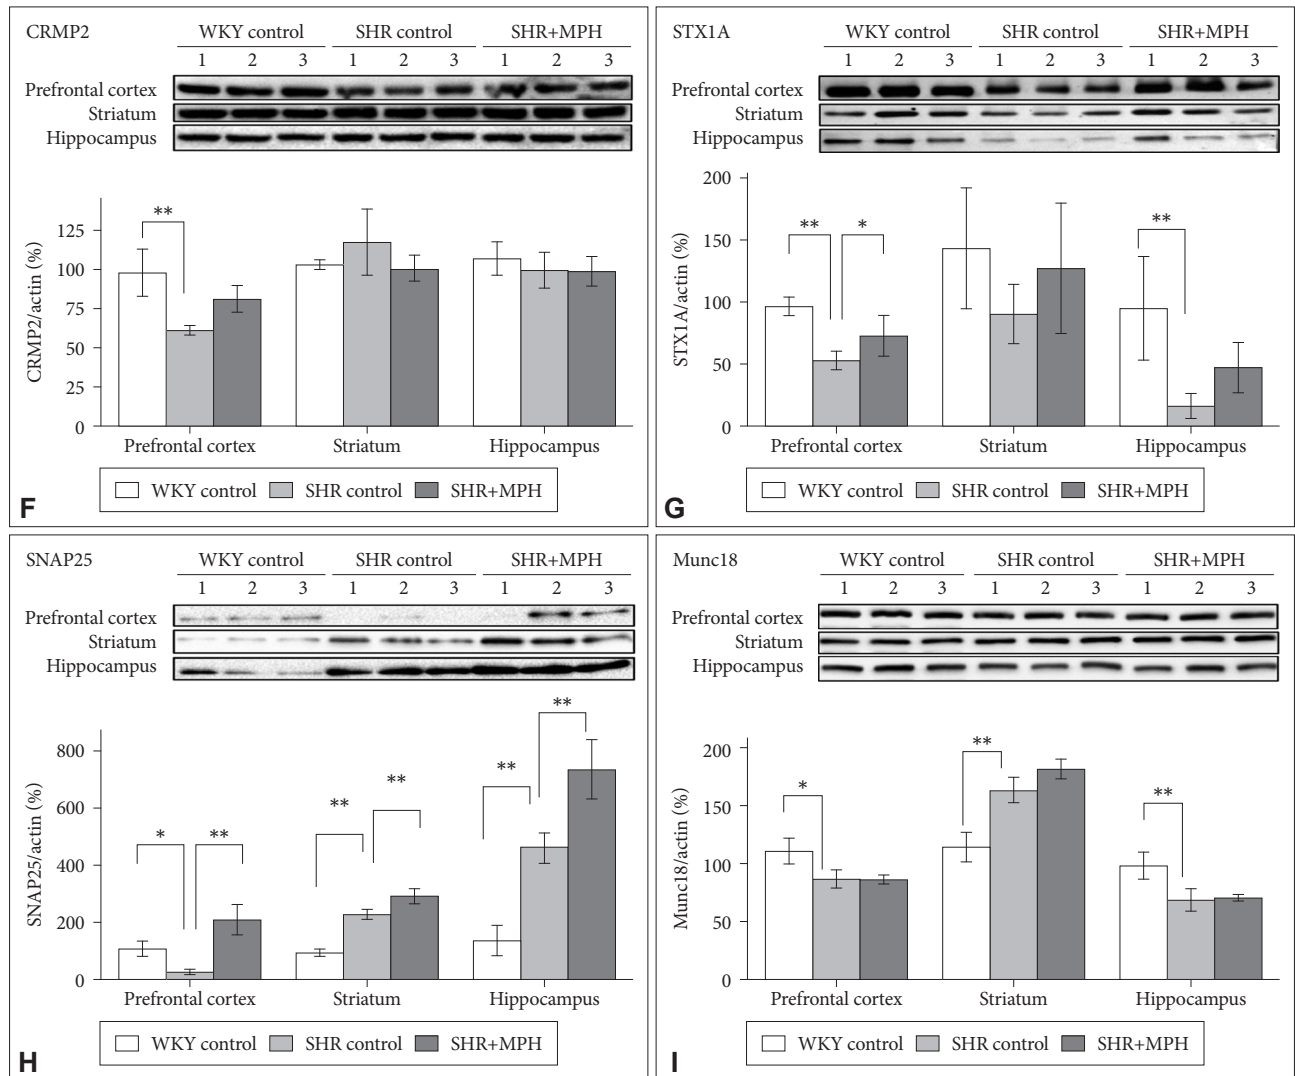 CRMP2
WKY control SHR control SHR+MPH
1 2 3 1 2 3 1 2 3
Prefrontal cortex
Striatum
Hippocampus
**
CRMP2/actin (%)
125
100
75
50
25
0
Prefrontal cortex Striatum Hippocampus
WKY control SHR control SHR+MPH
F
STX1A
WKY control SHR control SHR+MPH
1 2 3 1 2 3 1 2 3
Prefrontal cortex
Striatum
Hippocampus
** * **
STX1A/actin (%)
200
150
100
50
0
Prefrontal cortex Striatum Hippocampus
WKY control SHR control SHR+MPH
G
SNAP25
WKY control SHR control SHR+MPH
1 2 3 1 2 3 1 2 3
Prefrontal cortex
Striatum
Hippocampus
* ** ** ** ** **
SNAP25/actin (%)
800
600
400
200
0
Prefrontal cortex Striatum Hippocampus
WKY control SHR control SHR+MPH
H
Munc18
WKY control SHR control SHR+MPH
1 2 3 1 2 3 1 2 3
Prefrontal cortex
Striatum
Hippocampus
* ** **
Munc18/actin (%)
200
150
100
50
0
Prefrontal cortex Striatum Hippocampus
WKY control SHR control SHR+MPH
I